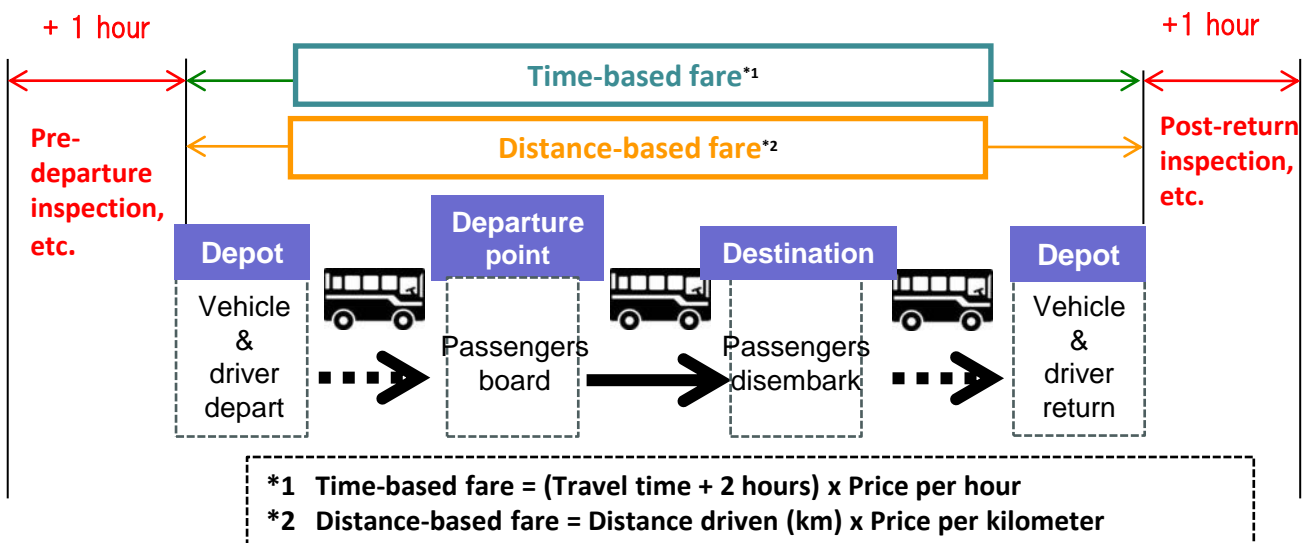 + 1 hour
+1 hour
Time-based fare*1
Distance-based fare*2
Pre-
departure
inspection,
etc.
Post-return
inspection,
etc.
Depot
Departure
point
Destination
Depot
Vehicle
&
driver
depart
Passengers
board
Passengers
disembark
Vehicle
&
driver
return
*1 Time-based fare = (Travel time + 2 hours) x Price per hour
*2 Distance-based fare = Distance driven (km) x Price per kilometer